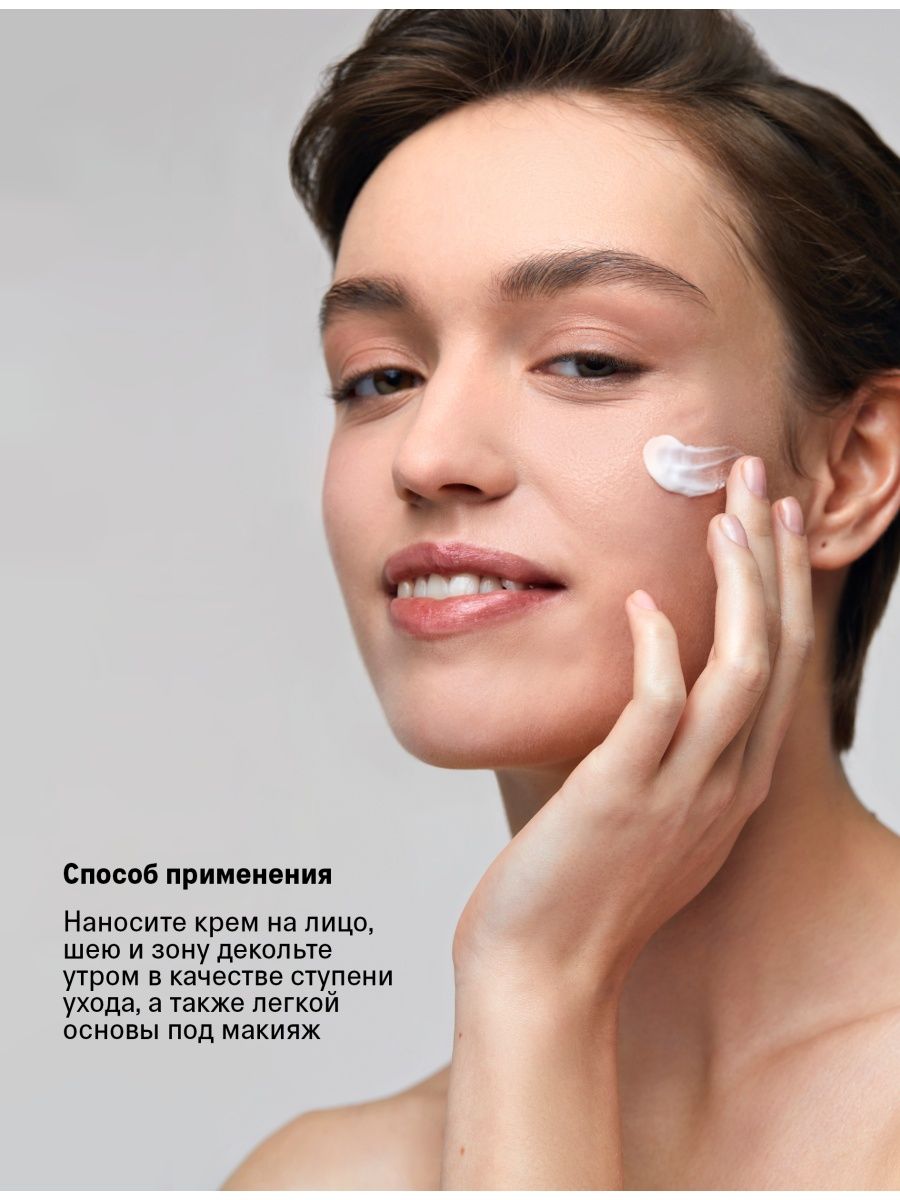 Способ применения
Наносите крем на лицо,
шею и зону декольте
утром в качестве ступени
ухода, а также легкой
основы под макияж